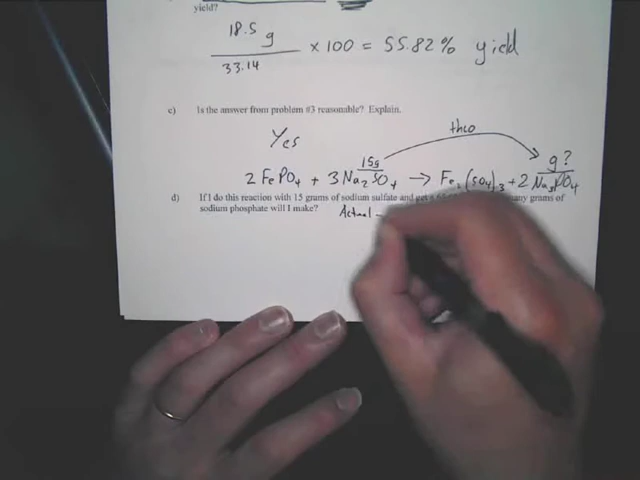 yield?
18.5 g
× 100 = 55.82 % yield
33.14
c) Is the answer from problem #3 reasonable? Explain.
Yes
theo
15g
g?
2 FePO4 + 3 Na2SO4 → Fe2(SO4)3 + 2 Na3PO4
d) If I do this reaction with 15 grams of sodium sulfate and get a grams of
sodium phosphate will I make? Actual -